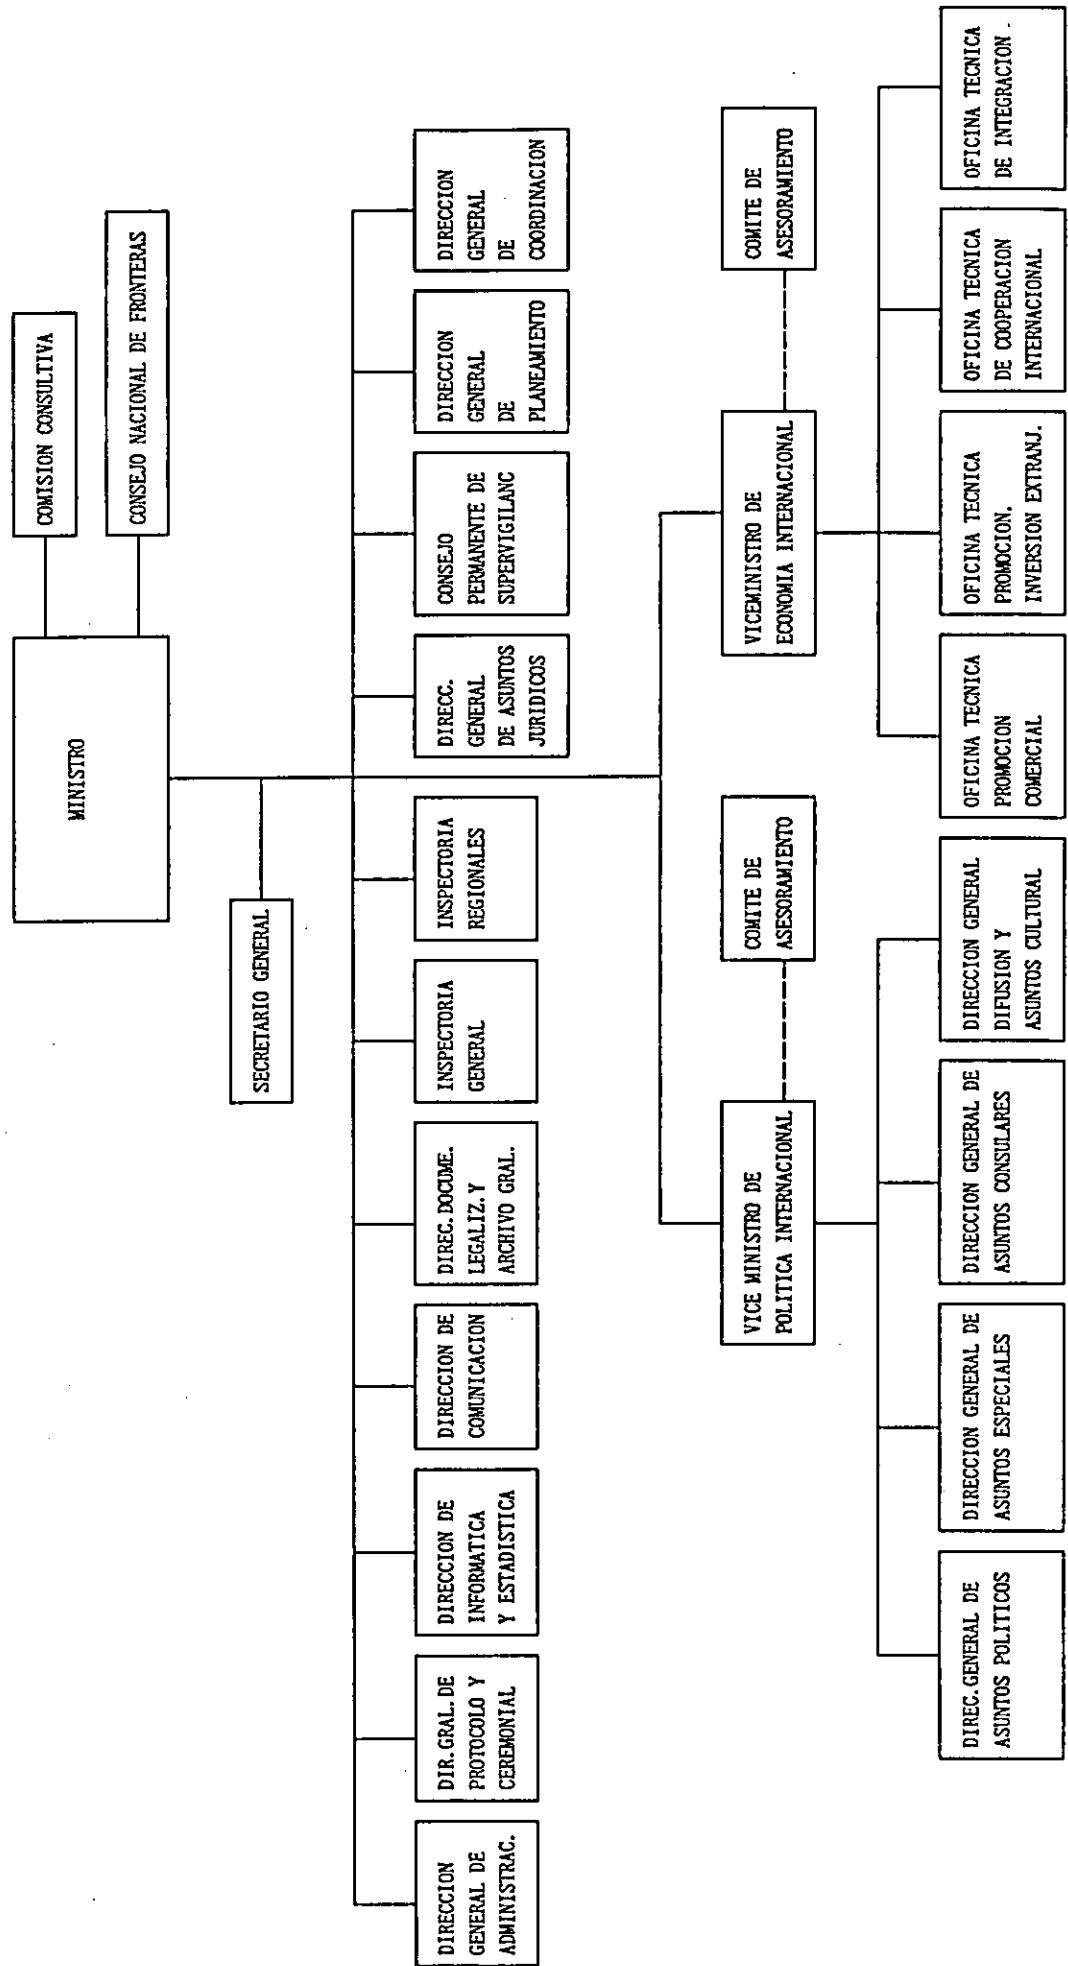 MINISTRO
COMISION CONSULTIVA
CONSEJO NACIONAL DE FRONTERAS
SECRETARIO GENERAL
DIRECCION
GENERAL DE
ADMINISTRAC.
DIR.GRAL.DE
PROTOCOLO Y
CEREMONIAL
DIRECCION DE
INFORMATICA
Y ESTADISTICA
DIRECCION DE
COMUNICACION
DIREC.DOCUME.
LEGALIZ.Y
ARCHIVO GRAL.
INSPECTORIA
GENERAL
INSPECTORIA
REGIONALES
DIRECC.
GENERAL
DE ASUNTOS
JURIDICOS
CONSEJO
PERMANENTE DE
SUPERVIGILANC
DIRECCION
GENERAL
DE
PLANEAMIENTO
DIRECCION
GENERAL
DE
COORDINACION
VICE MINISTRO DE
POLITICA INTERNACIONAL
COMITE DE
ASESORAMIENTO
VICEMINISTRO DE
ECONOMIA INTERNACIONAL
COMITE DE
ASESORAMIENTO
DIREC.GENERAL DE
ASUNTOS POLITICOS
DIRECCION GENERAL DE
ASUNTOS ESPECIALES
DIRECCION GENERAL DE
ASUNTOS CONSULARES
DIRECCION GENERAL
DIFUSION Y
ASUNTOS CULTURAL
OFICINA TECNICA
PROMOCION
COMERCIAL
OFICINA TECNICA
PROMOCION.
INVERSION EXTRANJ.
OFICINA TECNICA
DE COOPERACION
INTERNACIONAL
OFICINA TECNICA
DE INTEGRACION.